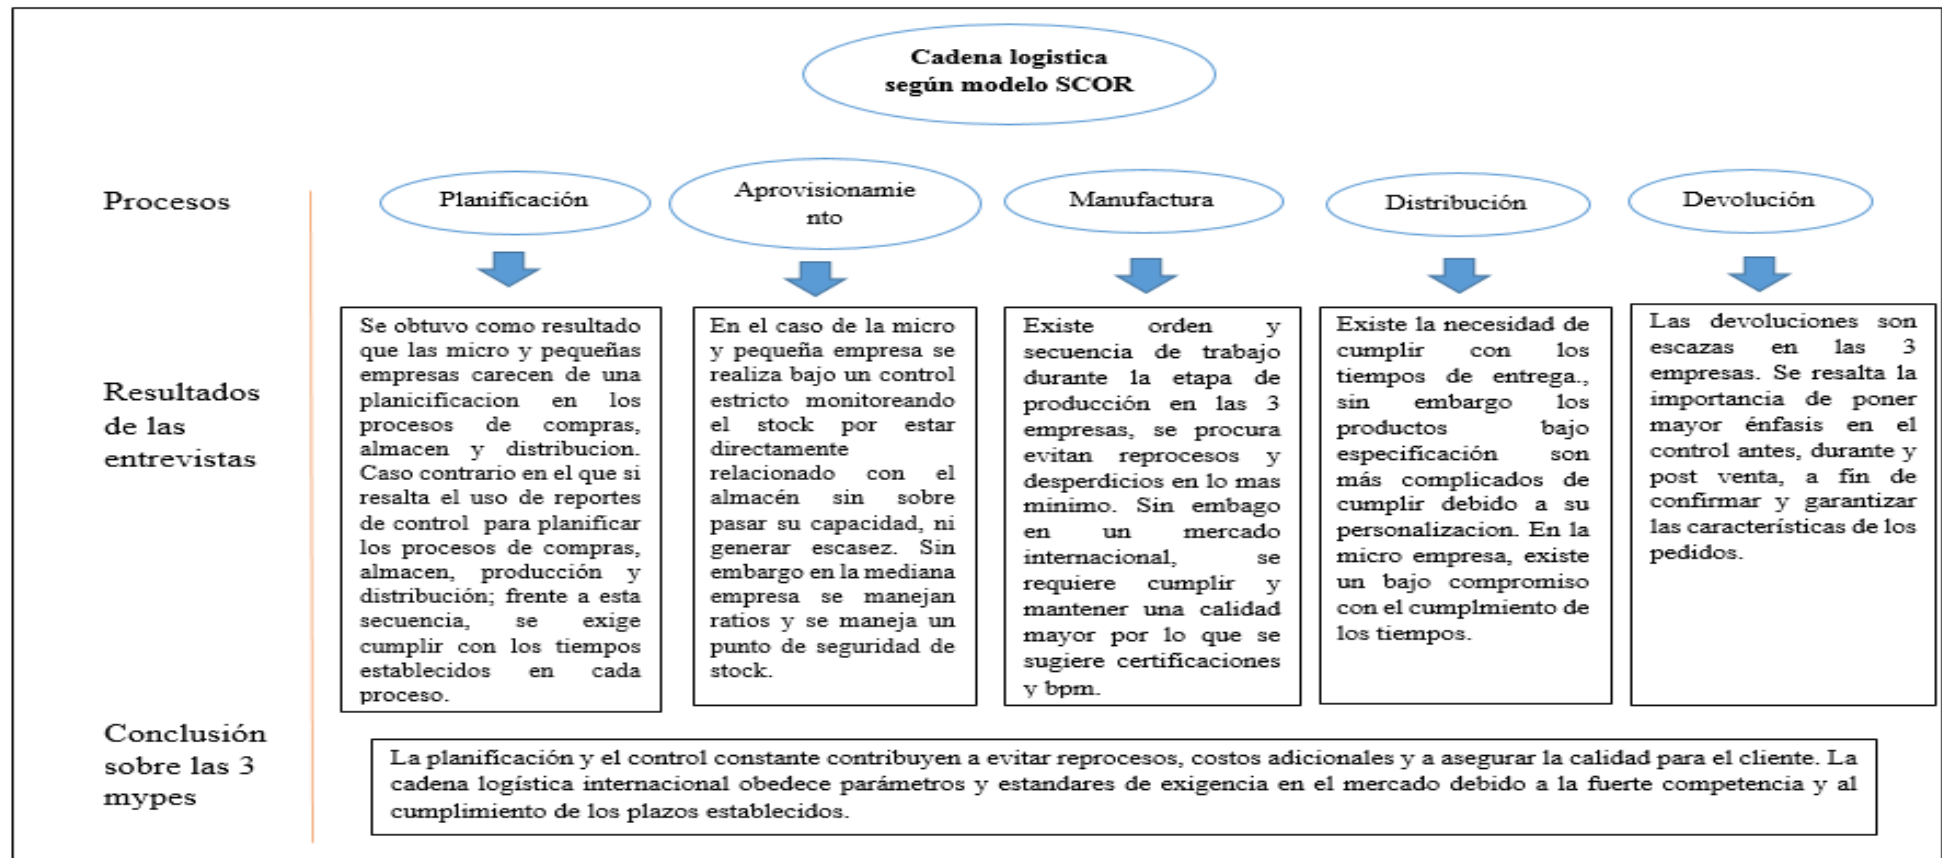 Cadena logistica
según modelo SCOR
Procesos
Planificación
Aprovisionamie
nto
Manufactura
Distribución
Devolución
Resultados
de las
entrevistas
Se obtuvo como resultado
que las micro y pequeñas
empresas carecen de una
planicificacion en los
procesos de compras,
almacen y distribucion.
Caso contrario en el que si
resalta el uso de reportes
de control para planificar
los procesos de compras,
almacen, producción y
distribución; frente a esta
secuencia, se exige
cumplir con los tiempos
establecidos en cada
proceso.
En el caso de la micro
y pequeña empresa se
realiza bajo un control
estricto monitoreando
el stock por estar
directamente
relacionado con el
almacén sin sobre
pasar su capacidad, ni
generar escasez. Sin
embargo en la mediana
empresa se manejan
ratios y se maneja un
punto de seguridad de
stock.
Existe orden y
secuencia de trabajo
durante la etapa de
producción en las 3
empresas, se procura
evitan reprocesos y
desperdicios en lo mas
minimo. Sin embago
en un mercado
internacional, se
requiere cumplir y
mantener una calidad
mayor por lo que se
sugiere certificaciones
y bpm.
Existe la necesidad de
cumplir con los
tiempos de entrega.,
sin embargo los
productos bajo
especificación son
más complicados de
cumplir debido a su
personalizacion. En la
micro empresa, existe
un bajo compromiso
con el cumplmiento de
los tiempos.
Las devoluciones son
escazas en las 3
empresas. Se resalta la
importancia de poner
mayor énfasis en el
control antes, durante y
post venta, a fin de
confirmar y garantizar
las características de los
pedidos.
Conclusión
sobre las 3
mypes
La planificación y el control constante contribuyen a evitar reprocesos, costos adicionales y a asegurar la calidad para el cliente. La
cadena logística internacional obedece parámetros y estandares de exigencia en el mercado debido a la fuerte competencia y al
cumplimiento de los plazos establecidos.